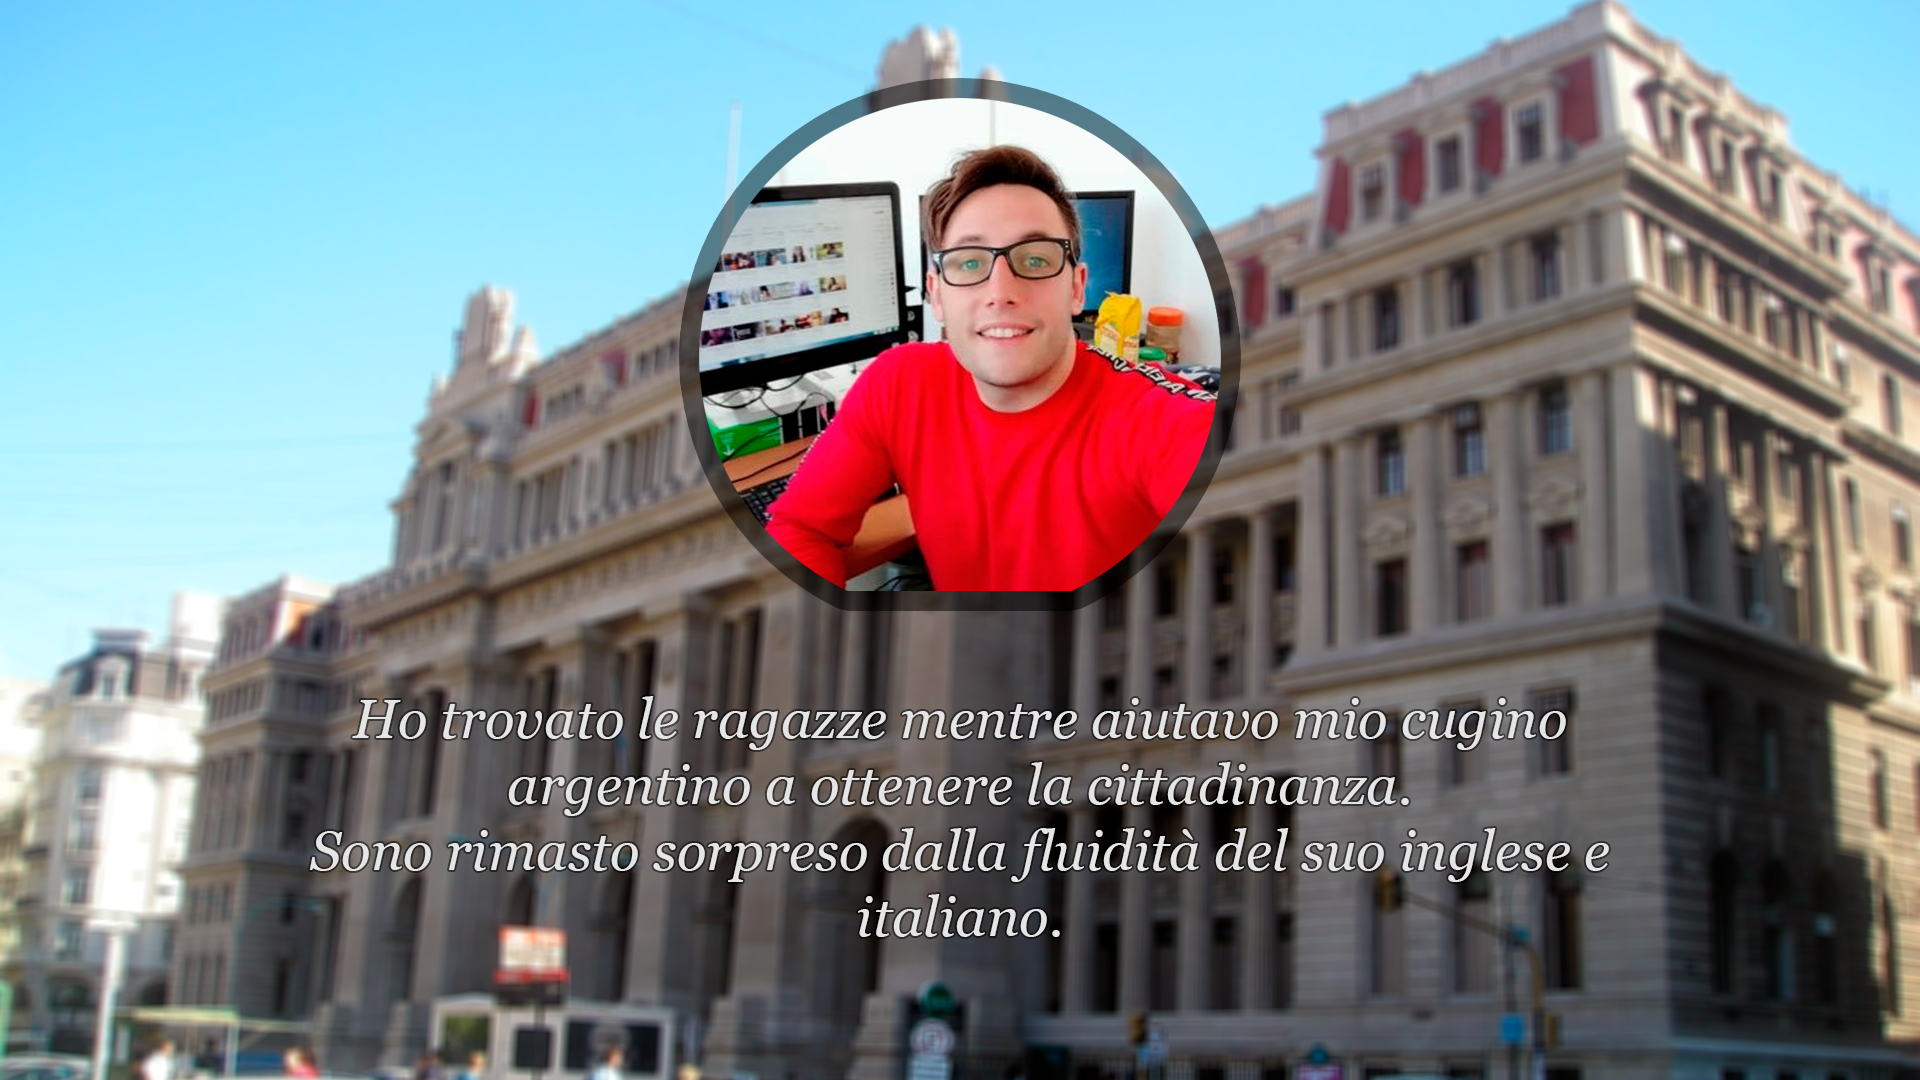 Ho trovato le ragazze mentre aiutavo mio cugino
argentino a ottenere la cittadinanza.
Sono rimasto sorpreso dalla fluidità del suo inglese e
italiano.